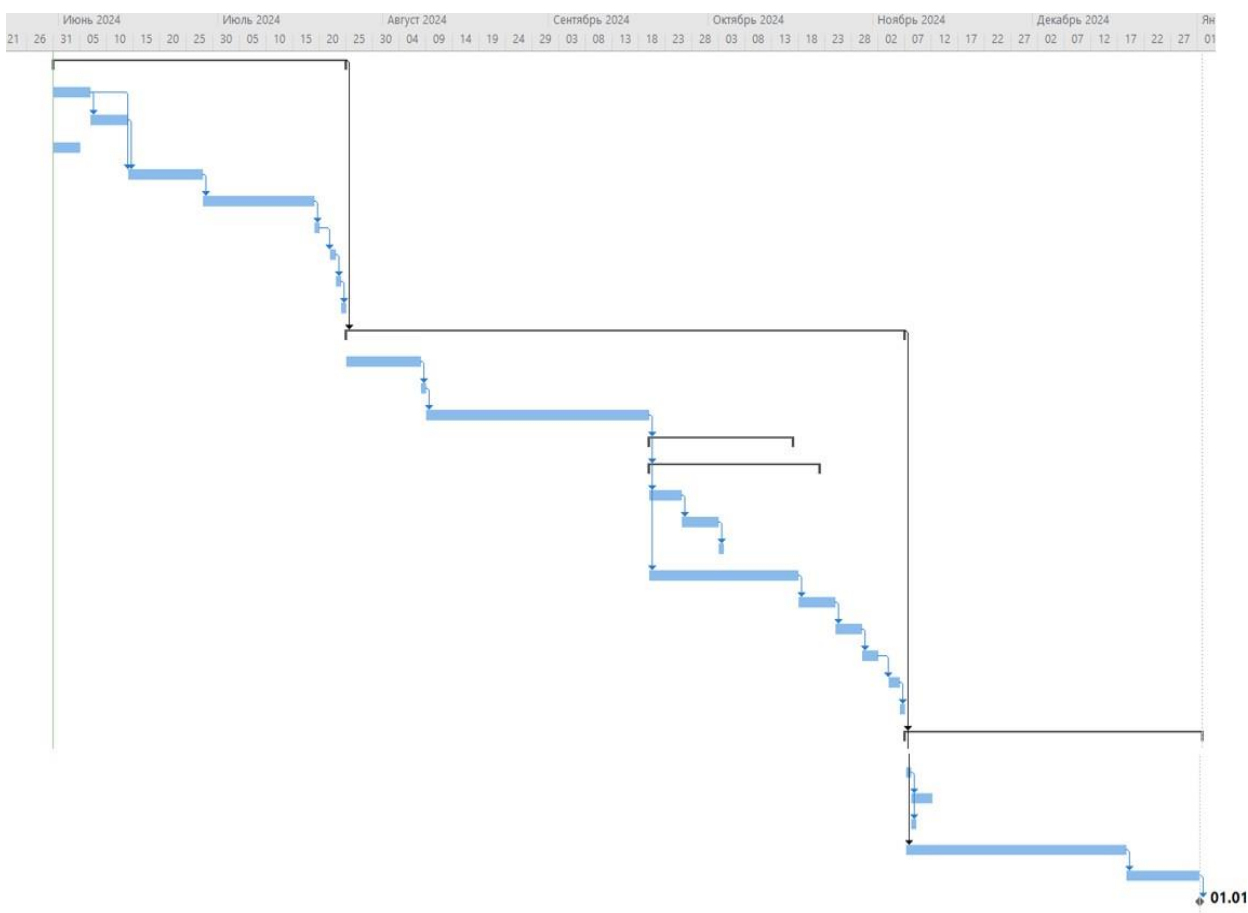 Июнь 2024 Июль 2024 Август 2024 Сентябрь 2024 Октябрь 2024 Ноябрь 2024 Декабрь 2024 Ян
21 26 31 05 10 15 20 25 30 05 10 15 20 25 30 04 09 14 19 24 29 03 08 13 18 23 28 03 08 13 18 23 28 02 07 12 17 22 27 02 07 12 17 22 27 01
01.01